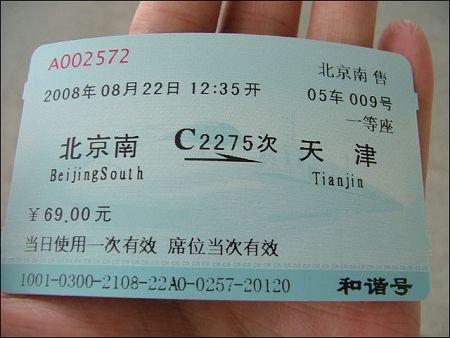 A002572
北京南 售
2008年08月22日 12:35开
05车 009号
一等座
北京南 C2275次 天津
BeijingSouth Tianjin
￥69.00元
当日使用一次有效 席位当次有效
1001-0300-2108-22A0-0257-20120 和谐号